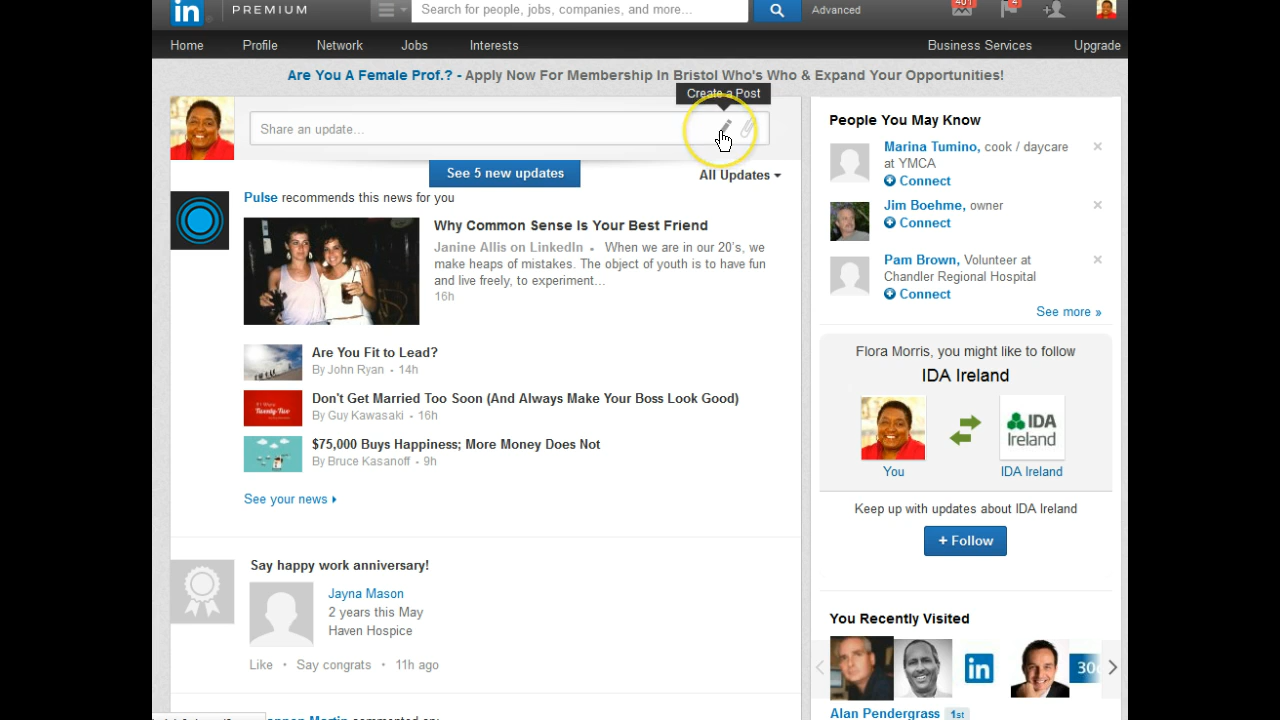 in PREMIUM Search for people, jobs, companies, and more... Advanced 401 4
Home Profile Network Jobs Interests Business Services Upgrade
Are You A Female Prof.? - Apply Now For Membership In Bristol Who's Who & Expand Your Opportunities!
Create a Post
Share an update...
See 5 new updates
All Updates
Pulse recommends this news for you
Why Common Sense Is Your Best Friend
Janine Allis on LinkedIn • When we are in our 20's, we
make heaps of mistakes. The object of youth is to have fun
and live freely, to experiment...
16h
Are You Fit to Lead?
By John Ryan • 14h
Don't Get Married Too Soon (And Always Make Your Boss Look Good)
By Guy Kawasaki • 16h
$75,000 Buys Happiness; More Money Does Not
By Bruce Kasanoff • 9h
See your news
Say happy work anniversary!
Jayna Mason
2 years this May
Haven Hospice
Like • Say congrats • 11h ago
Martin commented on:
People You May Know
Marina Tumino, cook / daycare
at YMCA
Connect
Jim Boehme, owner
Connect
Pam Brown, Volunteer at
Chandler Regional Hospital
Connect
See more »
Flora Morris, you might like to follow
IDA Ireland
IDA
Ireland
You IDA Ireland
Keep up with updates about IDA Ireland
+ Follow
You Recently Visited
in
Alan Pendergrass 1st